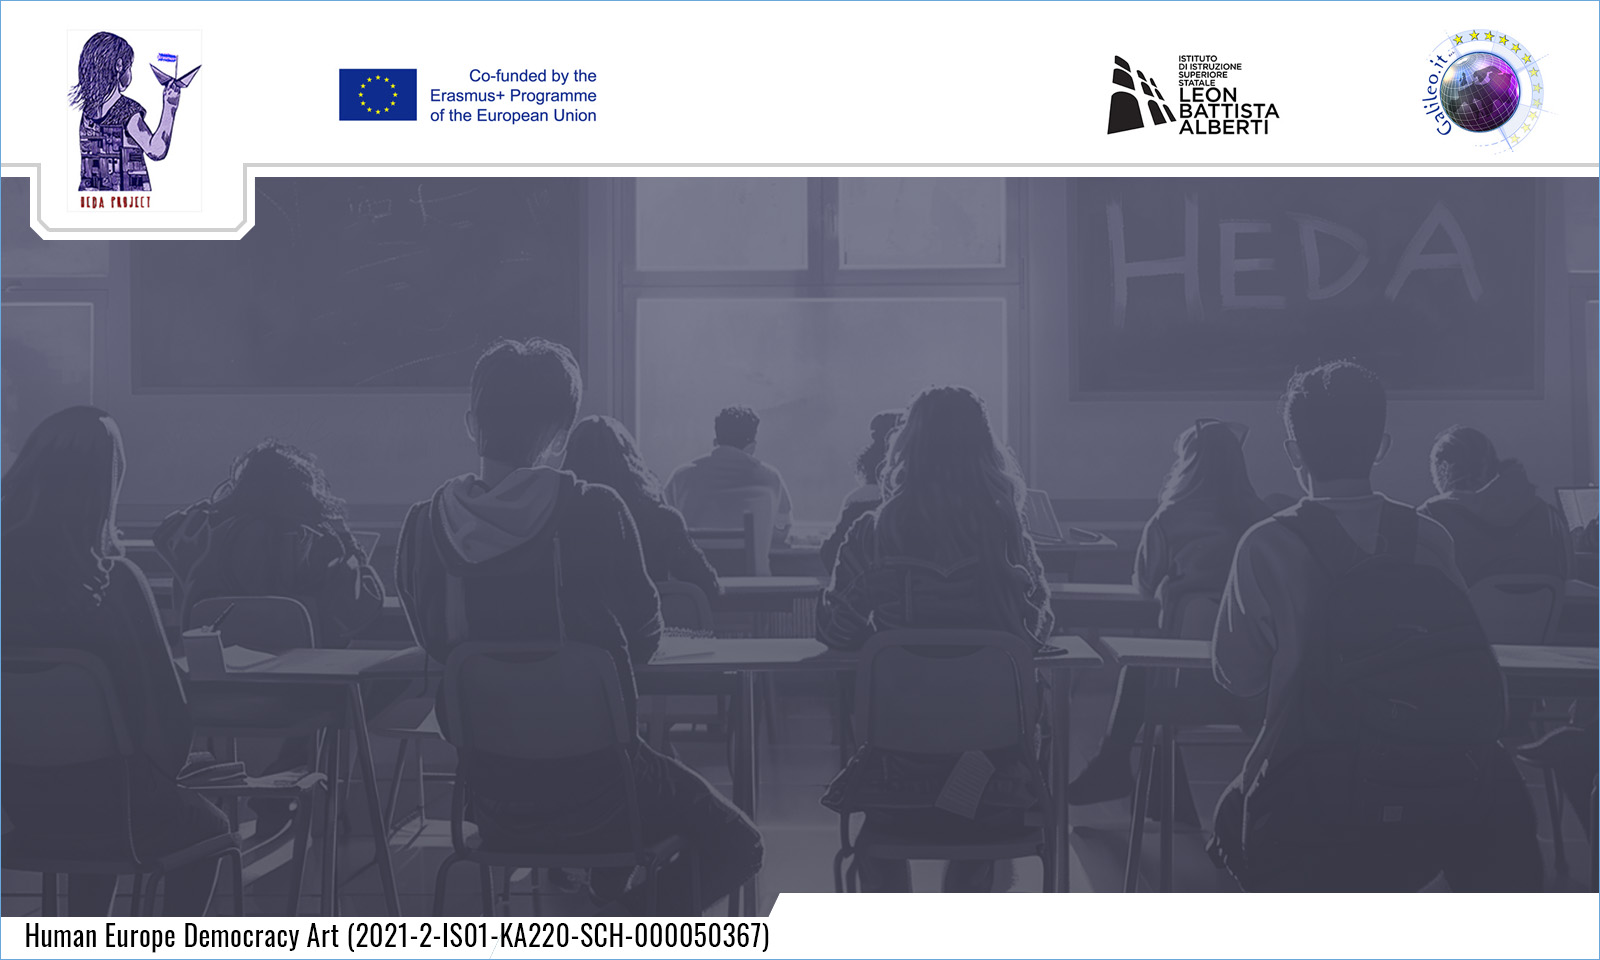 HEDA PROJECT
Co-funded by the
Erasmus+ Programme
of the European Union
ISTITUTO
DI ISTRUZIONE
SUPERIORE
STATALE
LEON
BATTISTA
ALBERTI
Galileo.it
HEDA
Human Europe Democracy Art (2021-2-IS01-KA220-SCH-000050367)